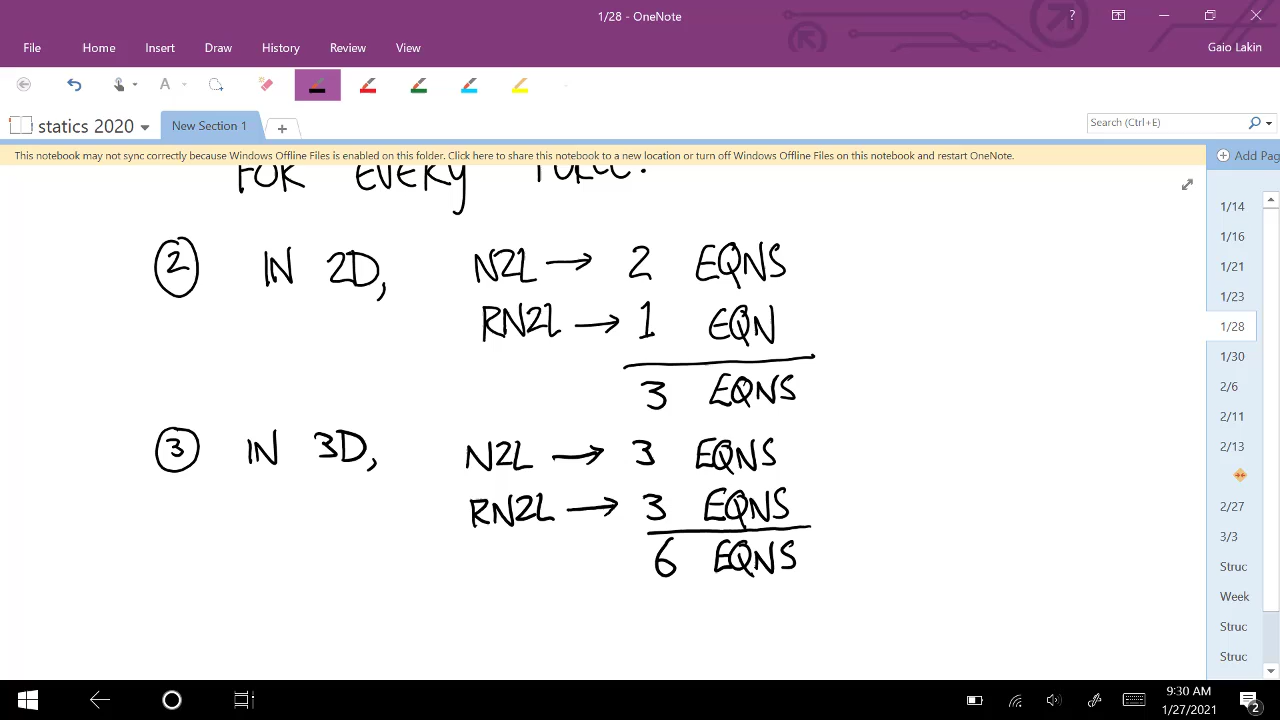 1/28 - OneNote
?
File Home Insert Draw History Review View
Gaio Lakin
A
statics 2020
New Section 1
+
Search (Ctrl+E)
This notebook may not sync correctly because Windows Offline Files is enabled on this folder. Click here to share this notebook to a new location or turn off Windows Offline Files on this notebook and restart OneNote.
Add Pag
FOR EVERY FORCE.
② IN 2D, N2L → 2 EQNS
RN2L → 1 EQN
3 EQNS
③ IN 3D, N2L → 3 EQNS
RN2L → 3 EQNS
6 EQNS
1/14
1/16
1/21
1/23
1/28
1/30
2/6
2/11
2/13
2/27
3/3
Struc
Week
Struc
Struc
9:30 AM
1/27/2021
2